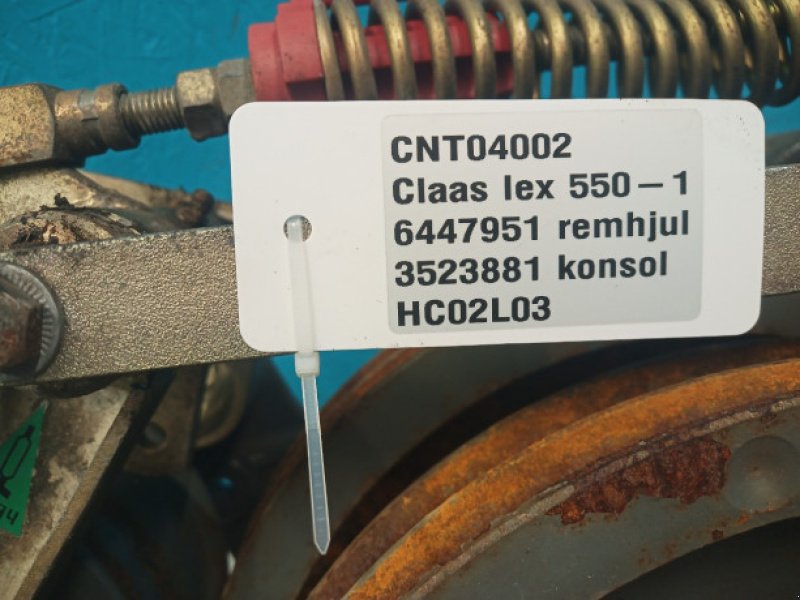 CNT04002
Claas lex 550-1
6447951 remhjul
3523881 konsol
HC02L03